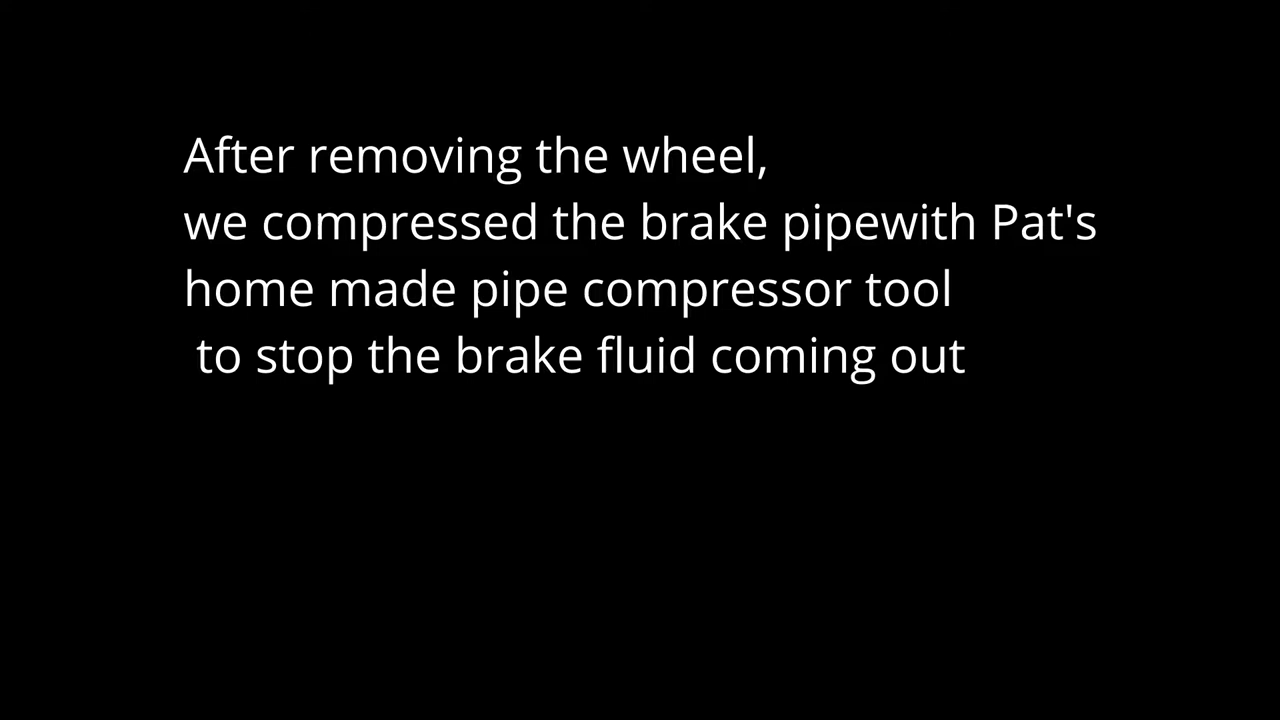 After removing the wheel,
we compressed the brake pipewith Pat's
home made pipe compressor tool
to stop the brake fluid coming out